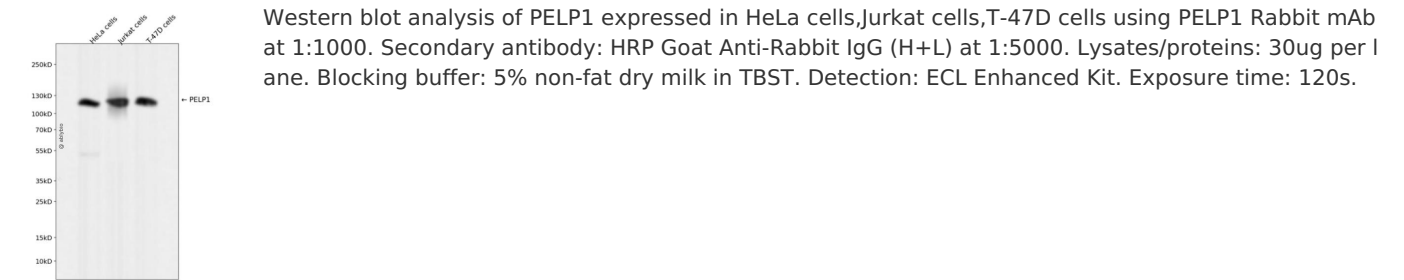 HeLa cells
Jurkat cells
T-47D cells
250kD
130kD
← PELP1
100kD
70kD
55kD
35kD
25kD
15kD
10kD
Western blot analysis of PELP1 expressed in HeLa cells,Jurkat cells,T-47D cells using PELP1 Rabbit mAb
at 1:1000. Secondary antibody: HRP Goat Anti-Rabbit IgG (H+L) at 1:5000. Lysates/proteins: 30ug per l
ane. Blocking buffer: 5% non-fat dry milk in TBST. Detection: ECL Enhanced Kit. Exposure time: 120s.